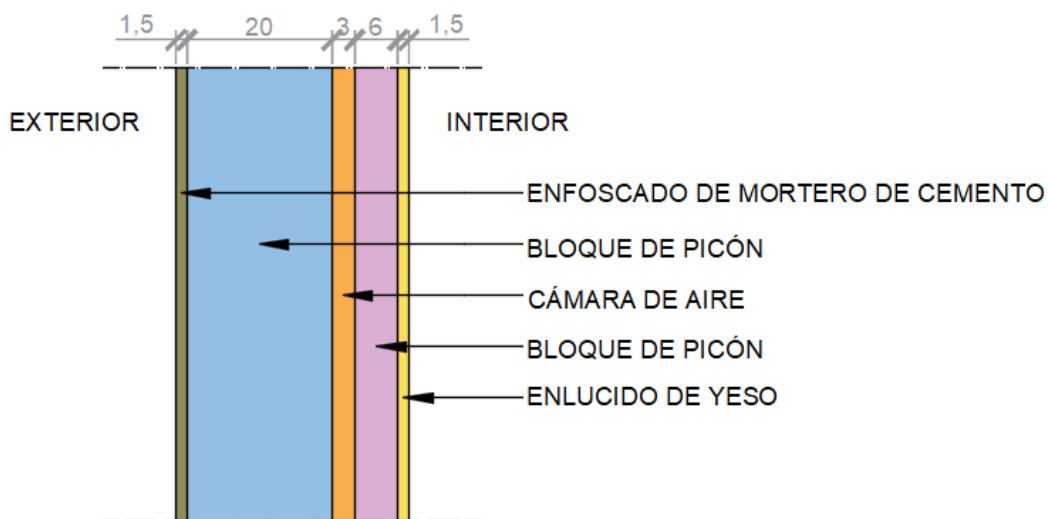 1,5 20 3 6 1,5
EXTERIOR INTERIOR
ENFOSCADO DE MORTERO DE CEMENTO
BLOQUE DE PICÓN
CÁMARA DE AIRE
BLOQUE DE PICÓN
ENLUCIDO DE YESO